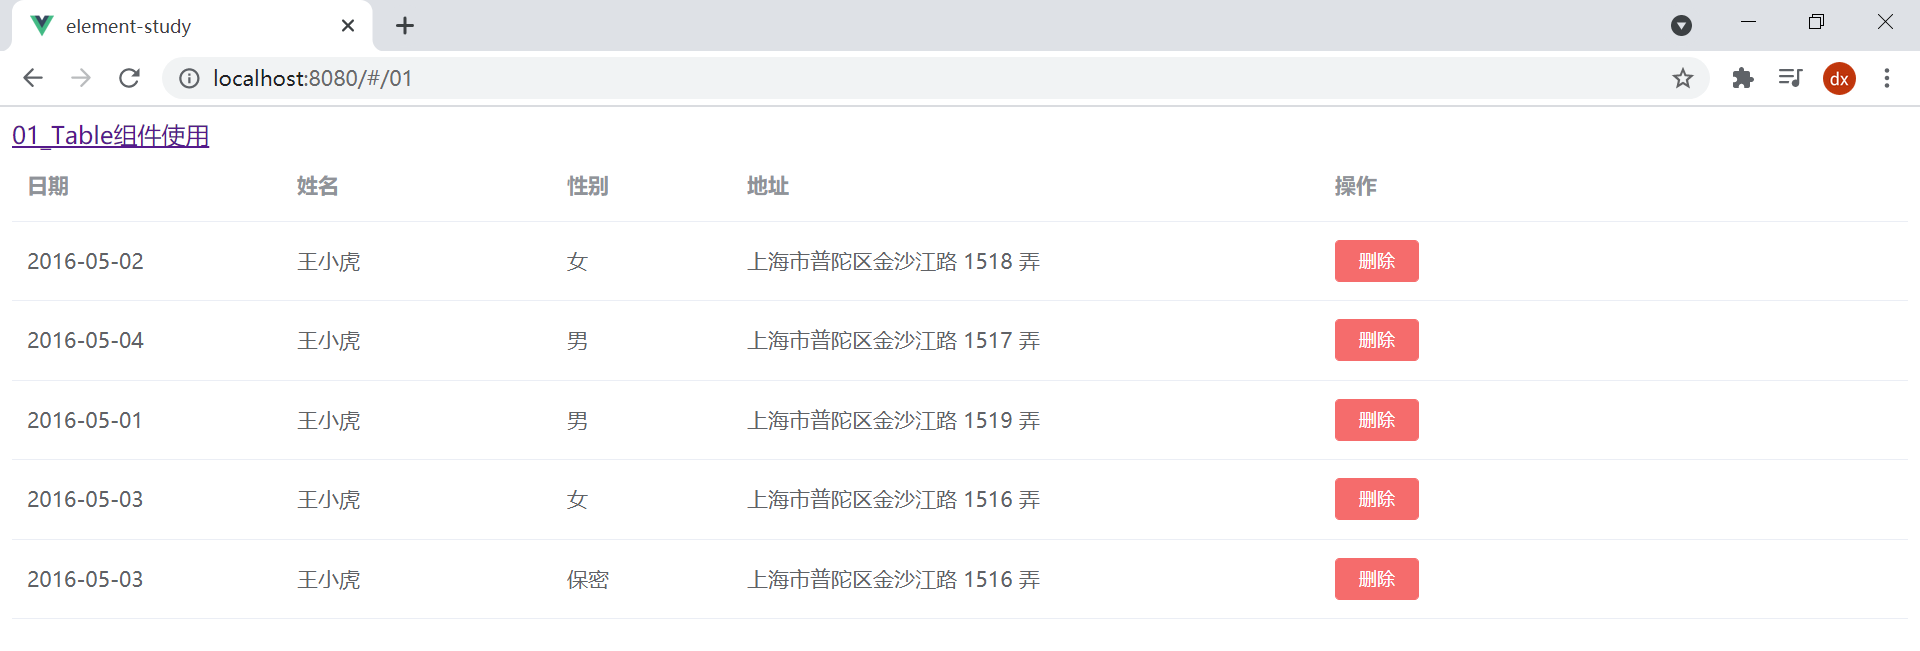 element-study
localhost:8080/#/01
dx
01_Table组件使用
日期 姓名 性别 地址 操作
2016-05-02 王小虎 女 上海市普陀区金沙江路 1518 弄 删除
2016-05-04 王小虎 男 上海市普陀区金沙江路 1517 弄 删除
2016-05-01 王小虎 男 上海市普陀区金沙江路 1519 弄 删除
2016-05-03 王小虎 女 上海市普陀区金沙江路 1516 弄 删除
2016-05-03 王小虎 保密 上海市普陀区金沙江路 1516 弄 删除